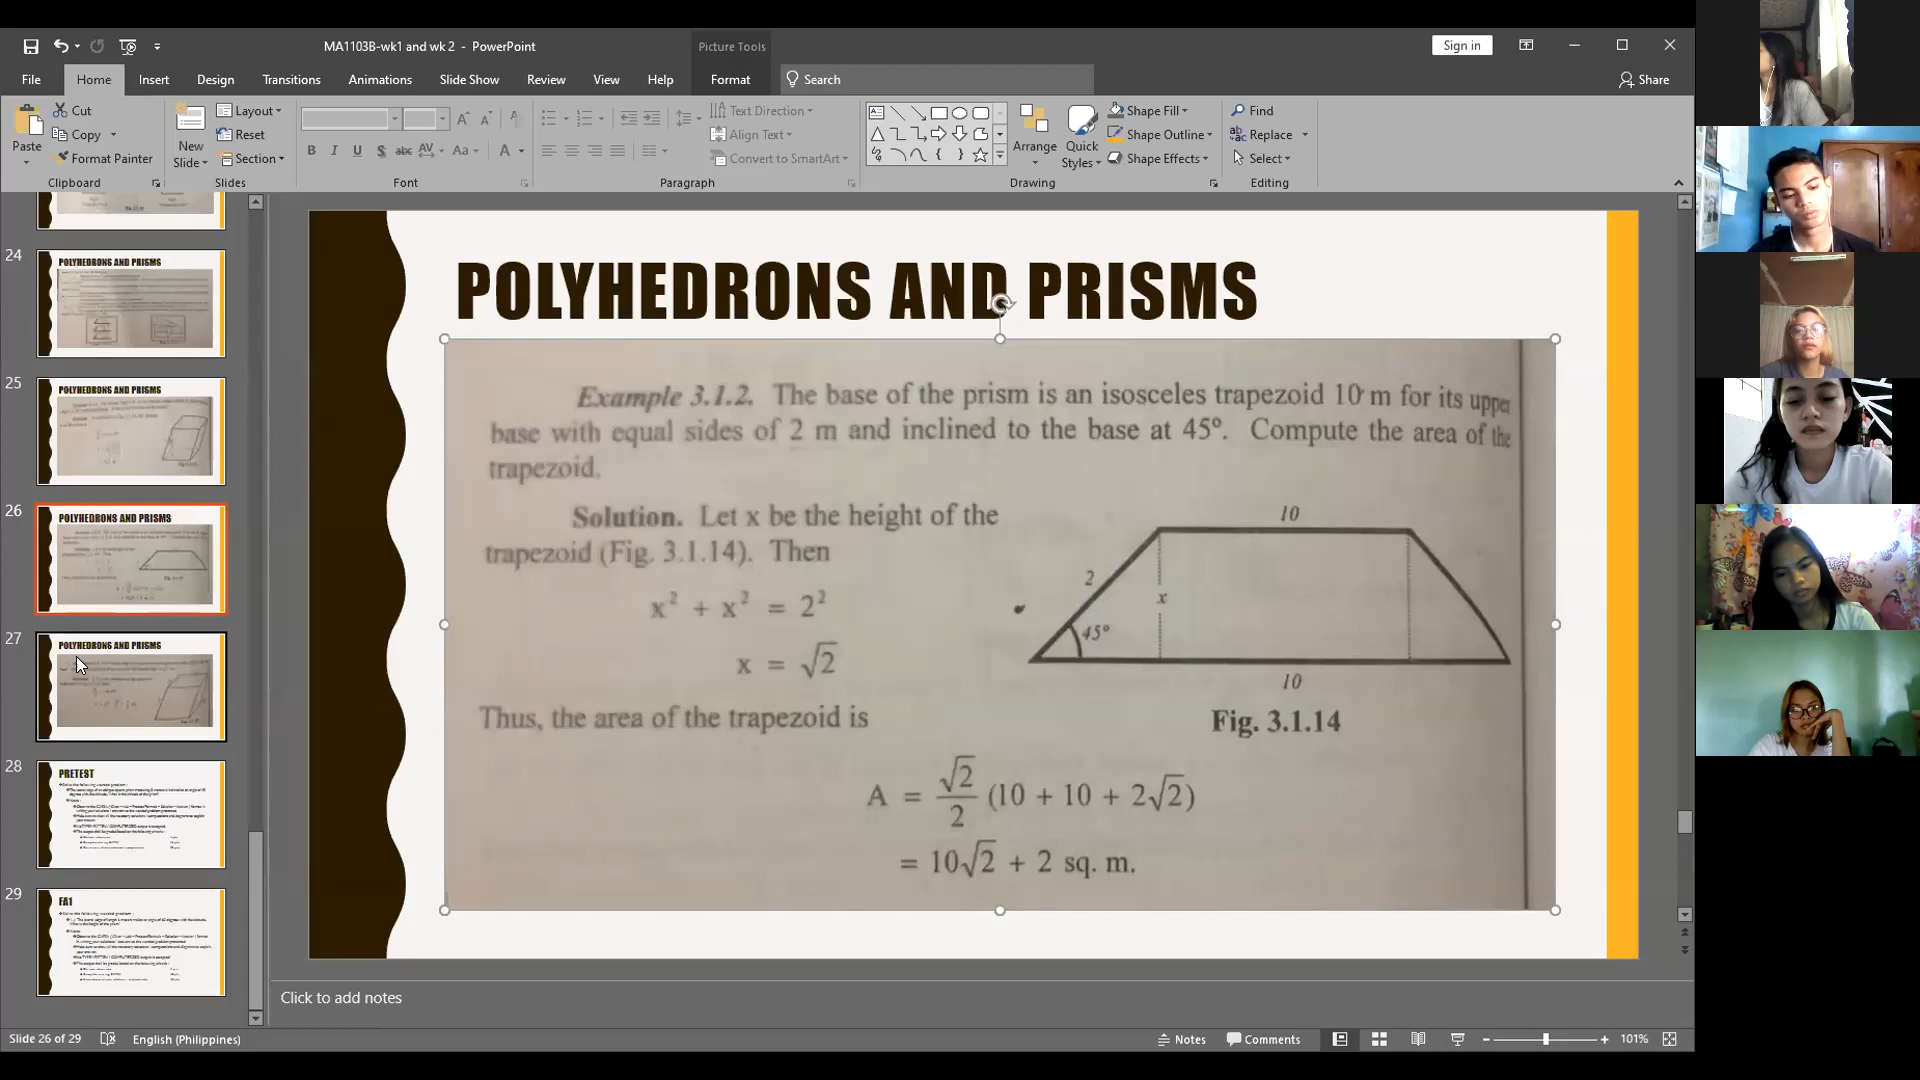 MA1103B-wk1 and wk 2 - PowerPoint
Picture Tools
Sign in
File Home Insert Design Transitions Animations Slide Show Review View Help Format Search Share
Paste
Cut
Copy
Format Painter
Clipboard
New
Slide
Layout
Reset
Section
Slides
B I U S abc AV Aa A
Font
Text Direction
Align Text
Convert to SmartArt
Paragraph
Arrange
Quick
Styles
Shape Fill
Shape Outline
Shape Effects
Drawing
Find
Replace
Select
Editing
24
POLYHEDRONS AND PRISMS
25
POLYHEDRONS AND PRISMS
26
POLYHEDRONS AND PRISMS
27
POLYHEDRONS AND PRISMS
28
PRETEST
29
FA1
POLYHEDRONS AND PRISMS
Example 3.1.2. The base of the prism is an isosceles trapezoid 10 m for its upper
base with equal sides of 2 m and inclined to the base at 45°. Compute the area of the
trapezoid.
Solution. Let x be the height of the
trapezoid (Fig. 3.1.14). Then
x² + x² = 2²
x = √2
Thus, the area of the trapezoid is
10
2
x
45°
10
Fig. 3.1.14
A = √2/2 (10 + 10 + 2√2)
= 10√2 + 2 sq. m.
Click to add notes
Slide 26 of 29 English (Philippines) Notes Comments 101%